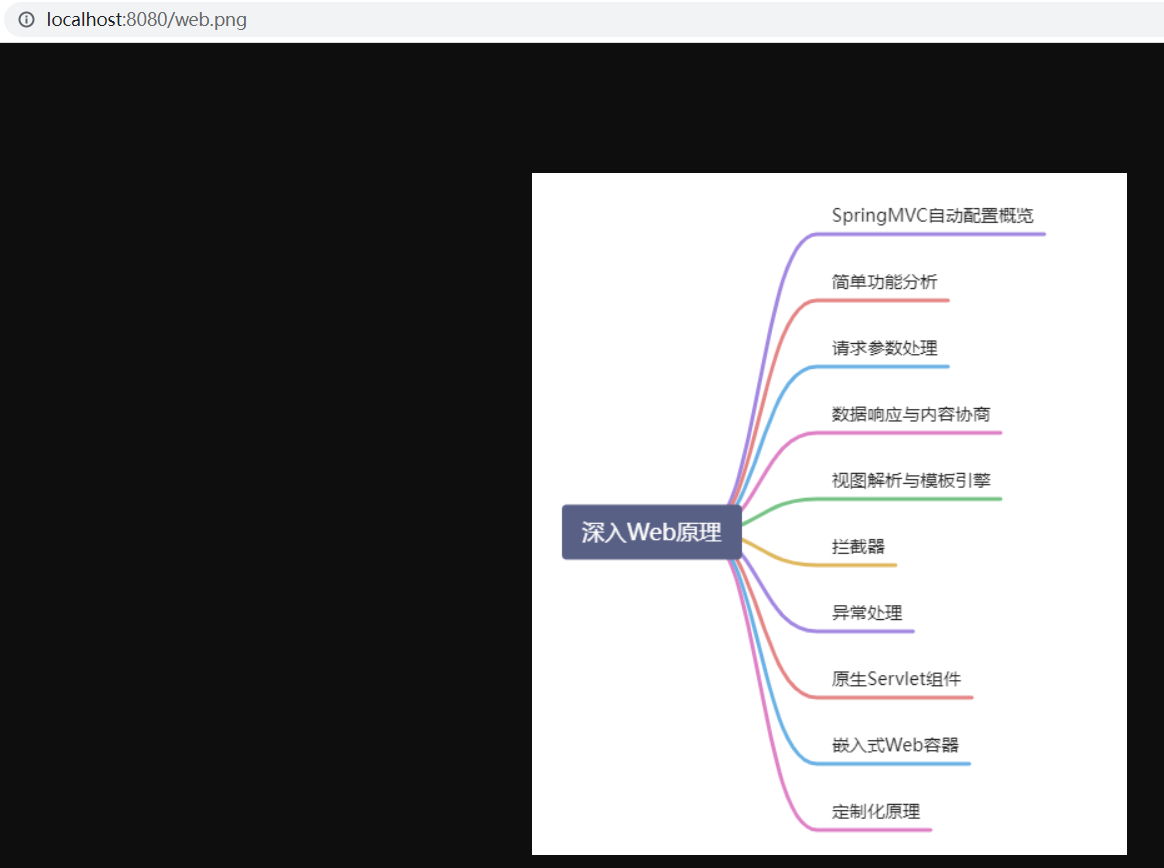 localhost:8080/web.png
SpringMVC自动配置概览
简单功能分析
请求参数处理
数据响应与内容协商
视图解析与模板引擎
深入Web原理
拦截器
异常处理
原生Servlet组件
嵌入式Web容器
定制化原理